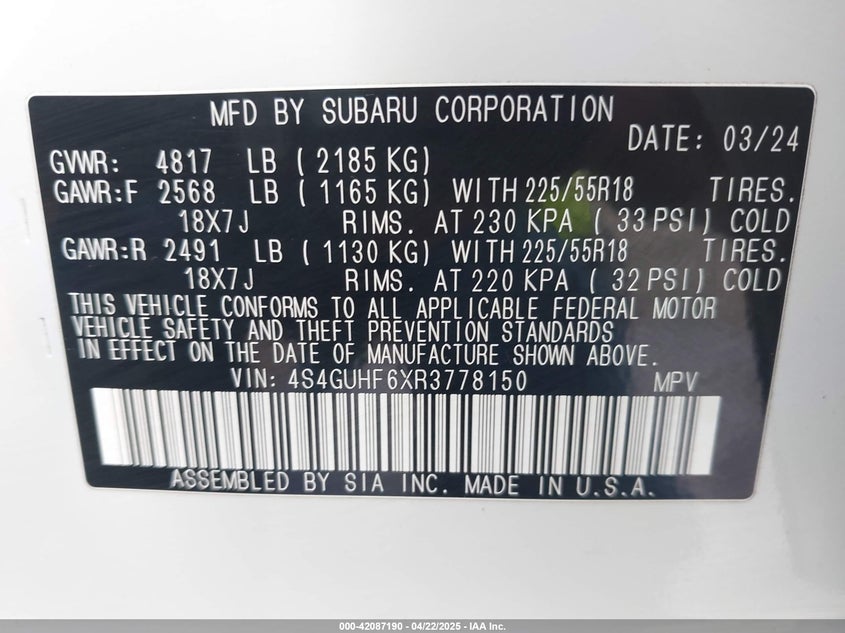 MFD BY SUBARU CORPORATION
DATE: 03/24
GVWR: 4817 LB ( 2185 KG)
GAWR:F 2568 LB ( 1165 KG) WITH 225/55R18 TIRES.
18X7J RIMS. AT 230 KPA ( 33 PSI) COLD
GAWR:R 2491 LB ( 1130 KG) WITH 225/55R18 TIRES.
18X7J RIMS. AT 220 KPA ( 32 PSI) COLD
THIS VEHICLE CONFORMS TO ALL APPLICABLE FEDERAL MOTOR
VEHICLE SAFETY AND THEFT PREVENTION STANDARDS
IN EFFECT ON THE DATE OF MANUFACTURE SHOWN ABOVE.
VIN: 4S4GUHF6XR3778150 MPV
ASSEMBLED BY SIA INC. MADE IN U.S.A.
000-42087190 - 04/22/2025 - IAA Inc.